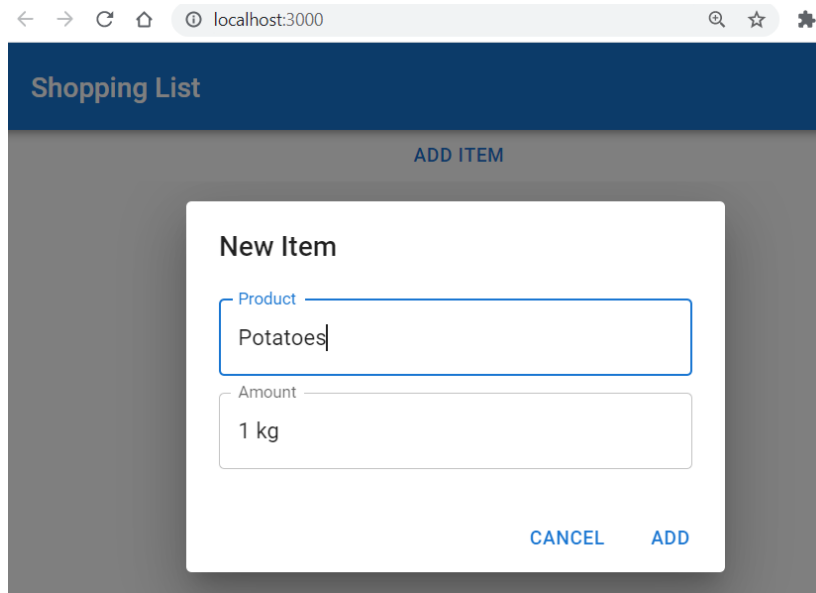 localhost:3000
Shopping List
ADD ITEM
New Item
Product
Potatoes
Amount
1 kg
CANCEL ADD